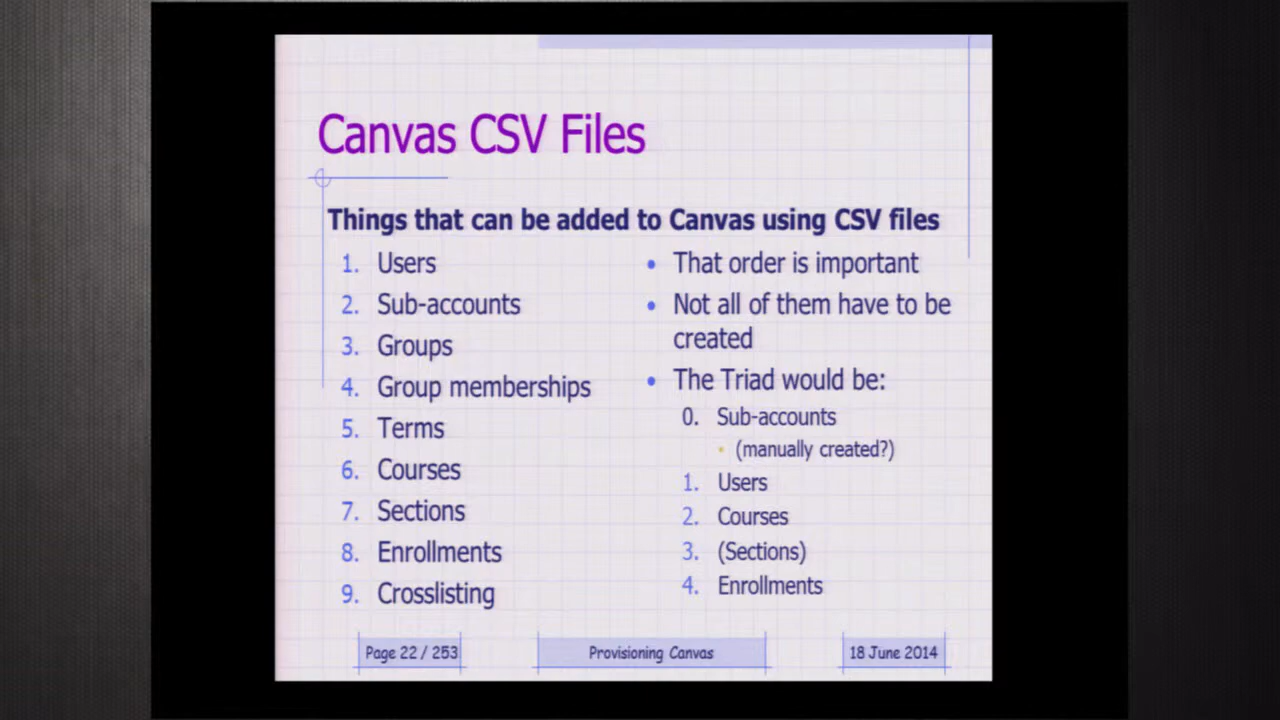 Canvas CSV Files
Things that can be added to Canvas using CSV files
1. Users
2. Sub-accounts
3. Groups
4. Group memberships
5. Terms
6. Courses
7. Sections
8. Enrollments
9. Crosslisting
• That order is important
• Not all of them have to be
created
• The Triad would be:
0. Sub-accounts
• (manually created?)
1. Users
2. Courses
3. (Sections)
4. Enrollments
Page 22 / 253
Provisioning Canvas
18 June 2014